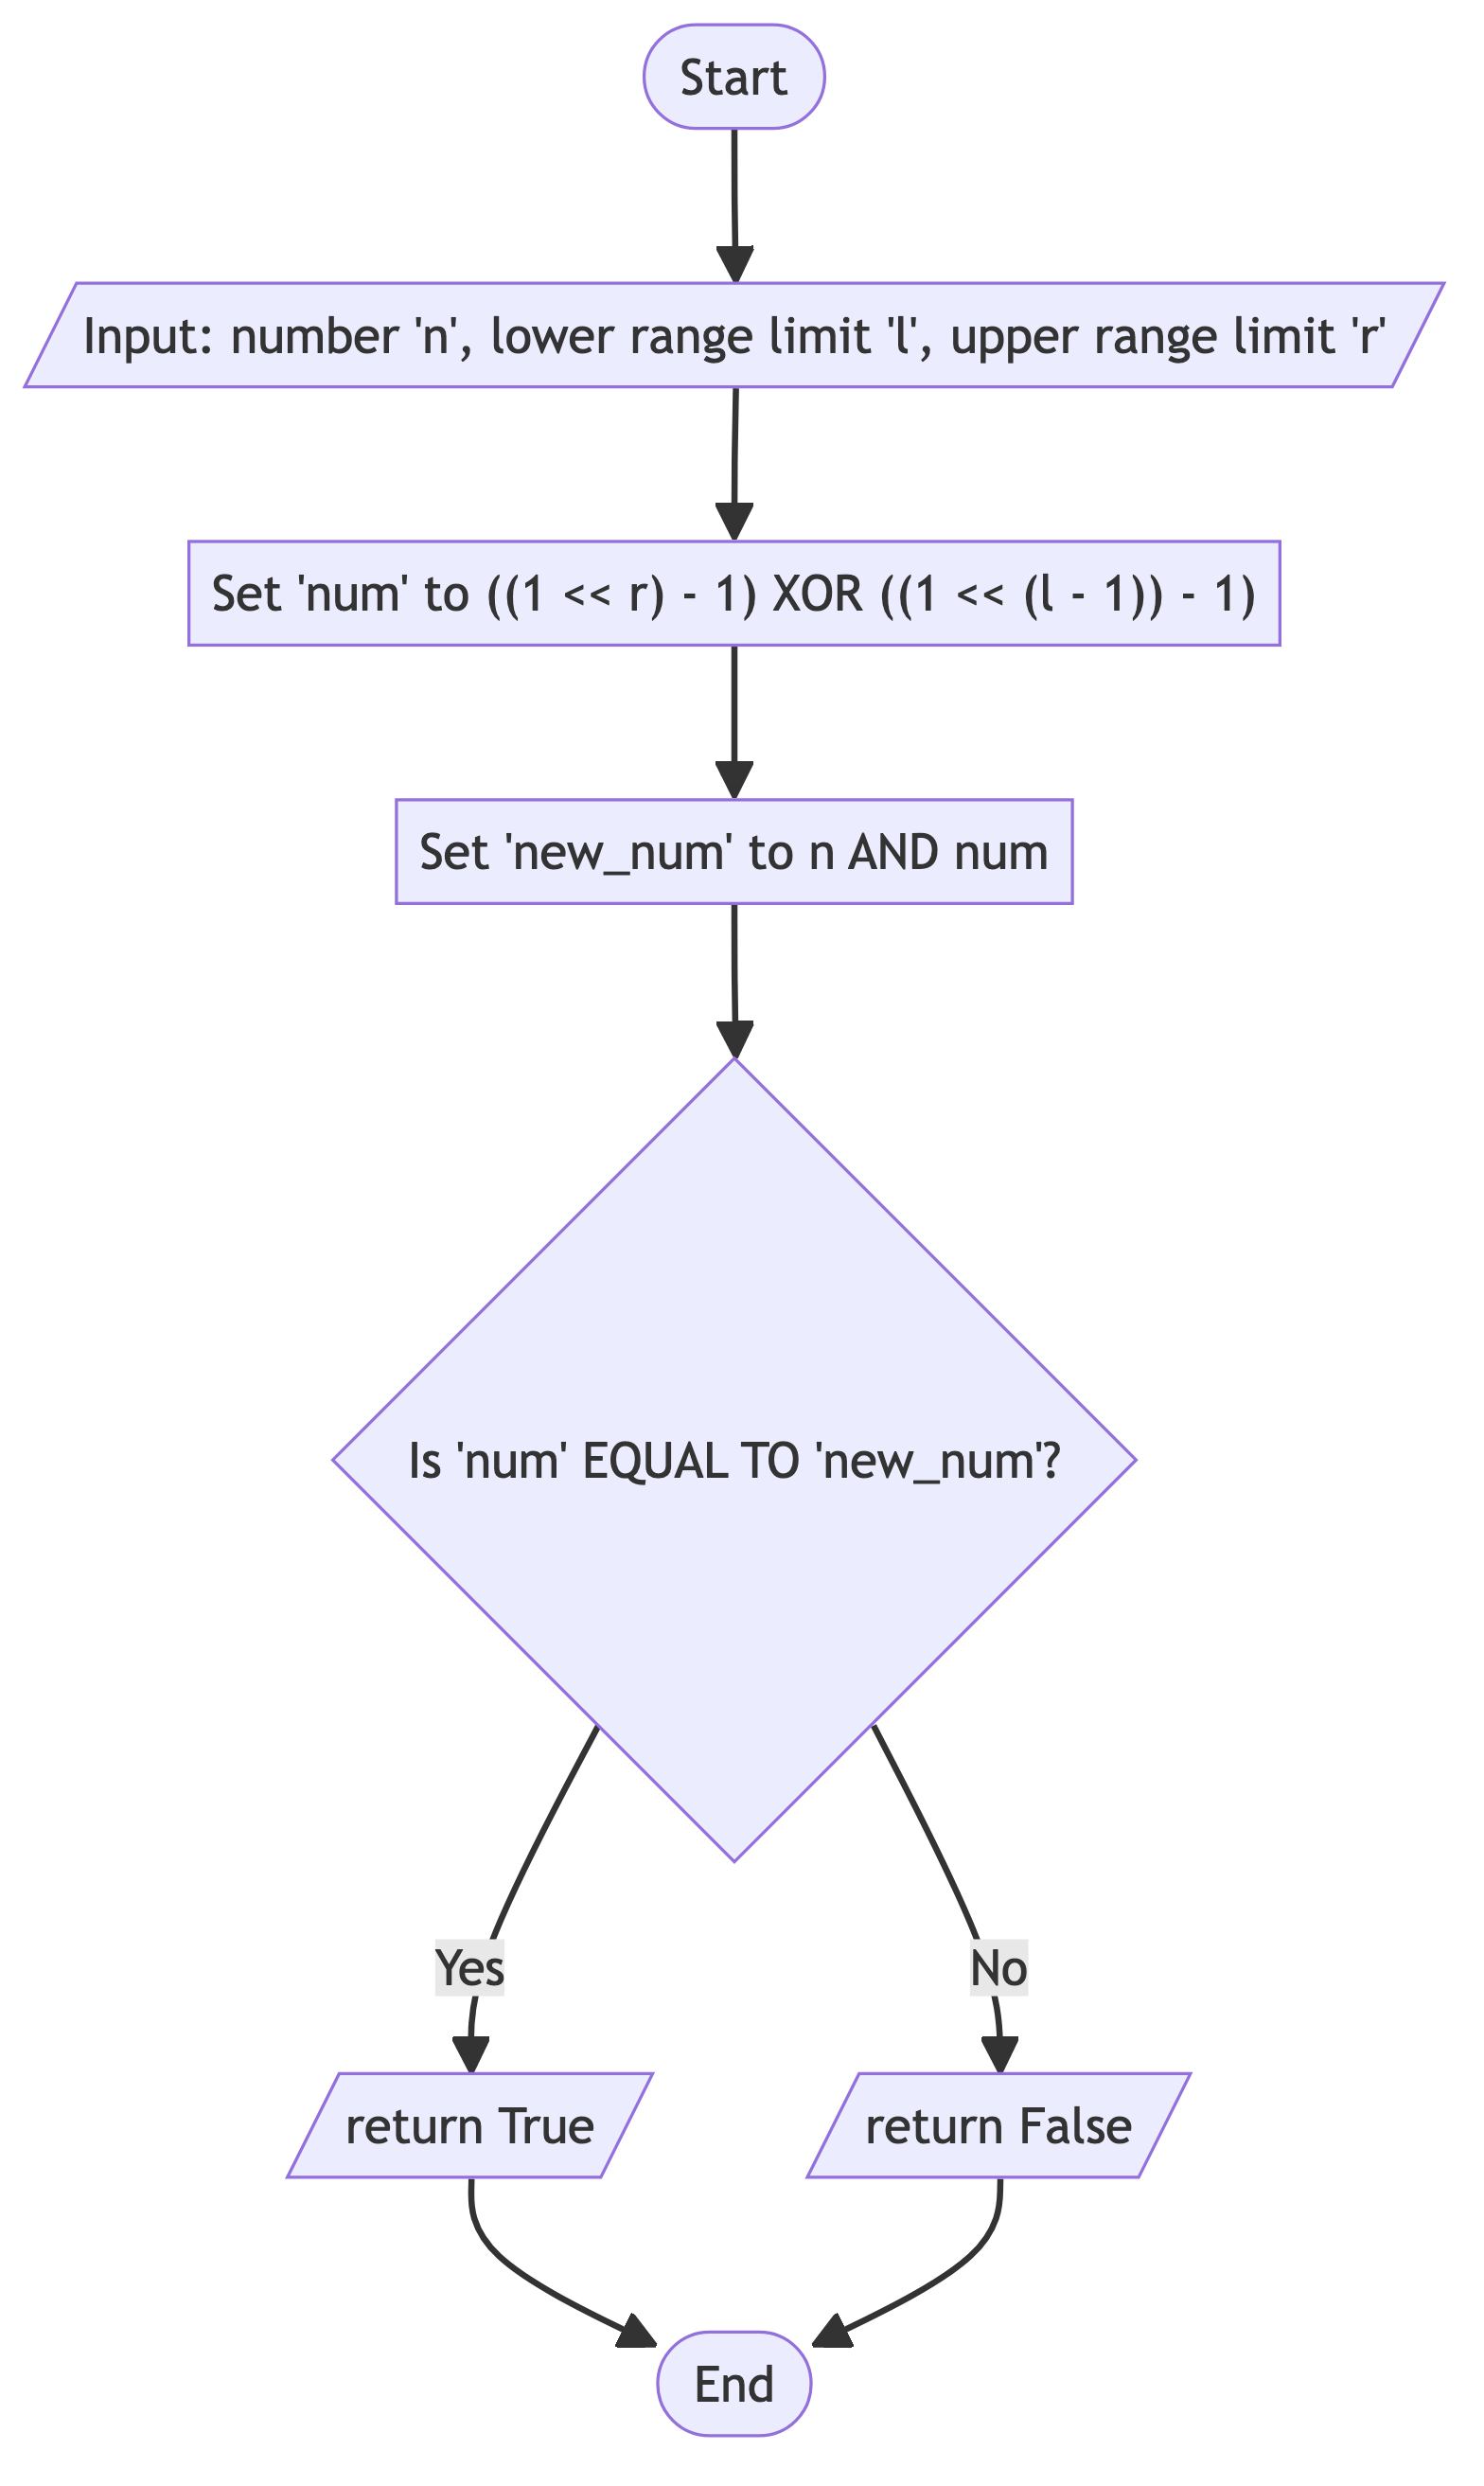 Start
Input: number 'n', lower range limit 'l', upper range limit 'r'
Set 'num' to ((1 << r) - 1) XOR ((1 << (l - 1)) - 1)
Set 'new_num' to n AND num
Is 'num' EQUAL TO 'new_num'?
Yes
No
return True
return False
End